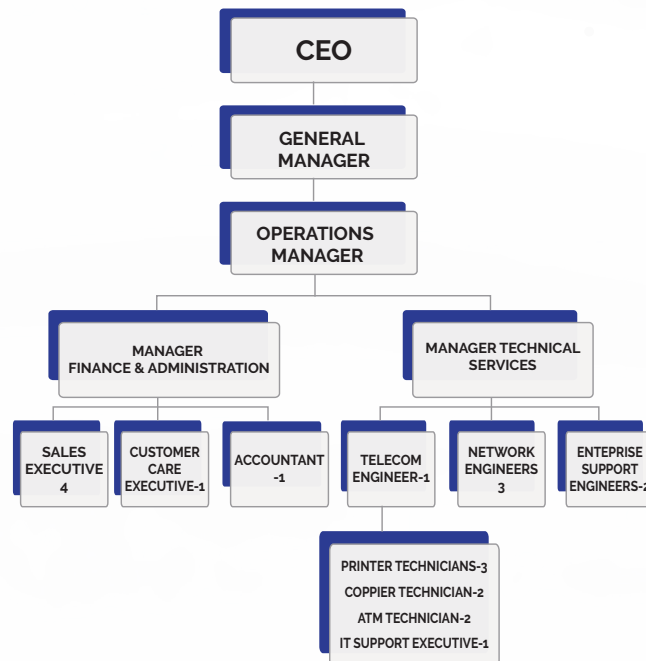 CEO
GENERAL
MANAGER
OPERATIONS
MANAGER
MANAGER
FINANCE & ADMINISTRATION
MANAGER TECHNICAL
SERVICES
SALES
EXECUTIVE
4
CUSTOMER
CARE
EXECUTIVE-1
ACCOUNTANT
-1
TELECOM
ENGINEER-1
NETWORK
ENGINEERS
3
ENTEPRISE
SUPPORT
ENGINEERS-2
PRINTER TECHNICIANS-3
COPPIER TECHNICIAN-2
ATM TECHNICIAN-2
IT SUPPORT EXECUTIVE-1